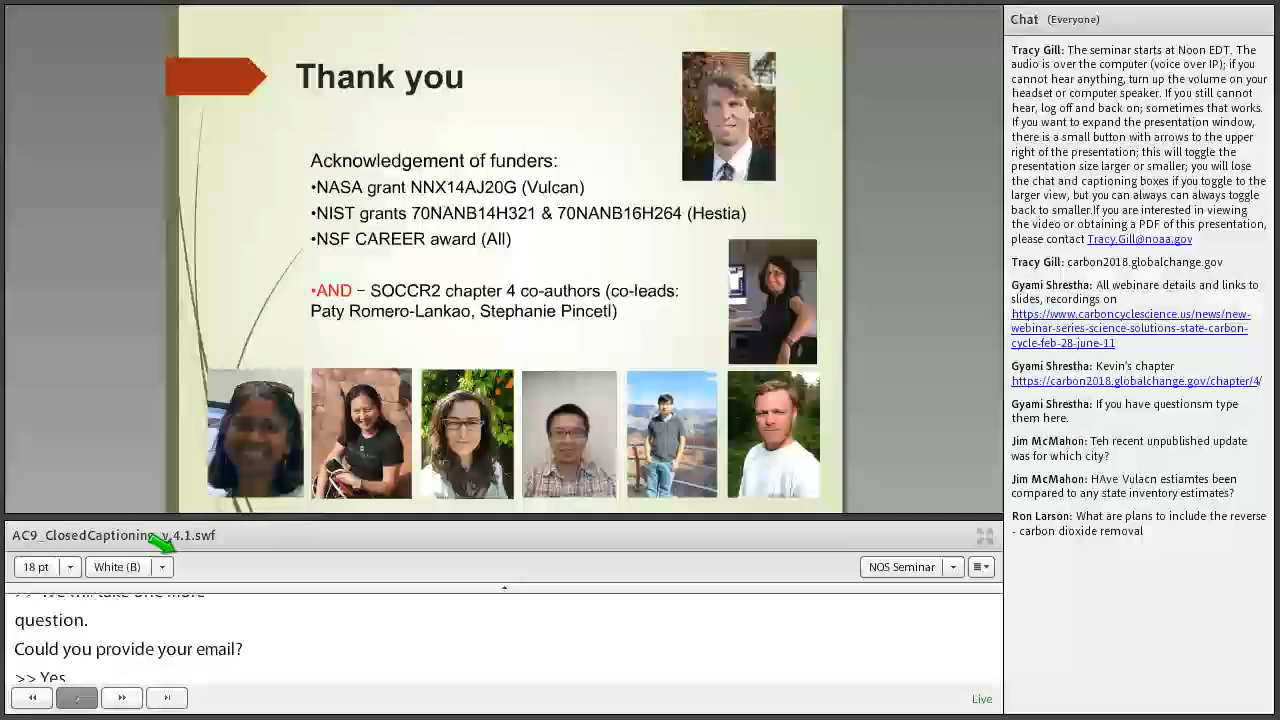 Thank you
Acknowledgement of funders:
•NASA grant NNX14AJ20G (Vulcan)
•NIST grants 70NANB14H321 & 70NANB16H264 (Hestia)
•NSF CAREER award (All)
•AND – SOCCR2 chapter 4 co-authors (co-leads:
Paty Romero-Lankao, Stephanie Pincetl)
AC9_ClosedCaptioning_v.4.1.swf
18 pt
White (B)
NOS Seminar
>> We will take one more
question.
Could you provide your email?
>> Yes
Live
Chat (Everyone)
Tracy Gill: The seminar starts at Noon EDT. The
audio is over the computer (voice over IP); if you
cannot hear anything, turn up the volume on your
headset or computer speaker. If you still cannot
hear, log off and back on; sometimes that works.
If you want to expand the presentation window,
there is a small button with arrows to the upper
right of the presentation; this will toggle the
presentation size larger or smaller; you will lose
the chat and captioning boxes if you toggle to the
larger view, but you can always can always toggle
back to smaller.If you are interested in viewing
the video or obtaining a PDF of this presentation,
please contact Tracy.Gill@noaa.gov
Tracy Gill: carbon2018.globalchange.gov
Gyami Shrestha: All webinare details and links to
slides, recordings on
https://www.carboncyclescience.us/news/new-
webinar-series-science-solutions-state-carbon-
cycle-feb-28-june-11
Gyami Shrestha: Kevin's chapter
https://carbon2018.globalchange.gov/chapter/4/
Gyami Shrestha: If you have questionsm type
them here.
Jim McMahon: Teh recent unpublished update
was for which city?
Jim McMahon: HAve Vulacn estiamtes been
compared to any state inventory estimates?
Ron Larson: What are plans to include the reverse
- carbon dioxide removal